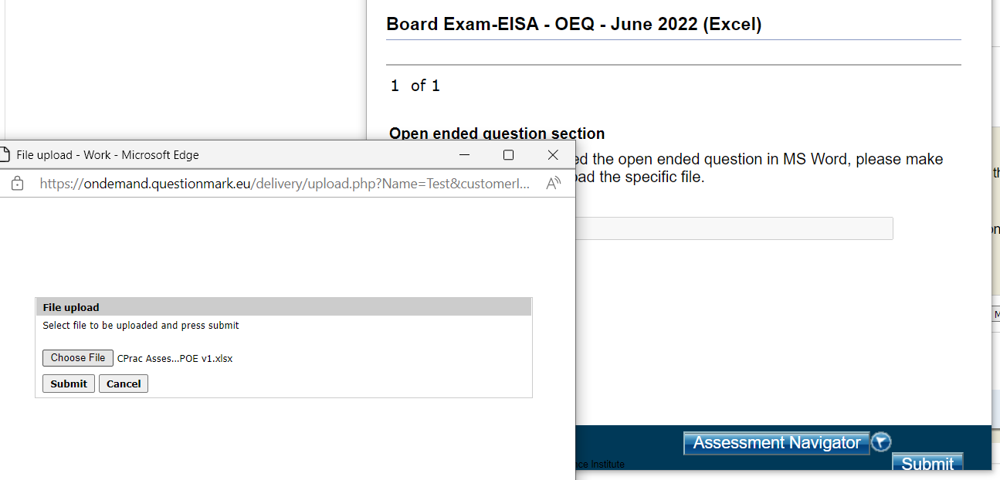 Board Exam-EISA - OEQ - June 2022 (Excel)
1 of 1
Open ended question section
ed the open ended question in MS Word, please make
oad the specific file.
File upload - Work - Microsoft Edge
https://ondemand.questionmark.eu/delivery/upload.php?Name=Test&customerI...
File upload
Select file to be uploaded and press submit
Choose File CPrac Asses...POE v1.xlsx
Submit Cancel
Assessment Navigator
Submit
ce Institute